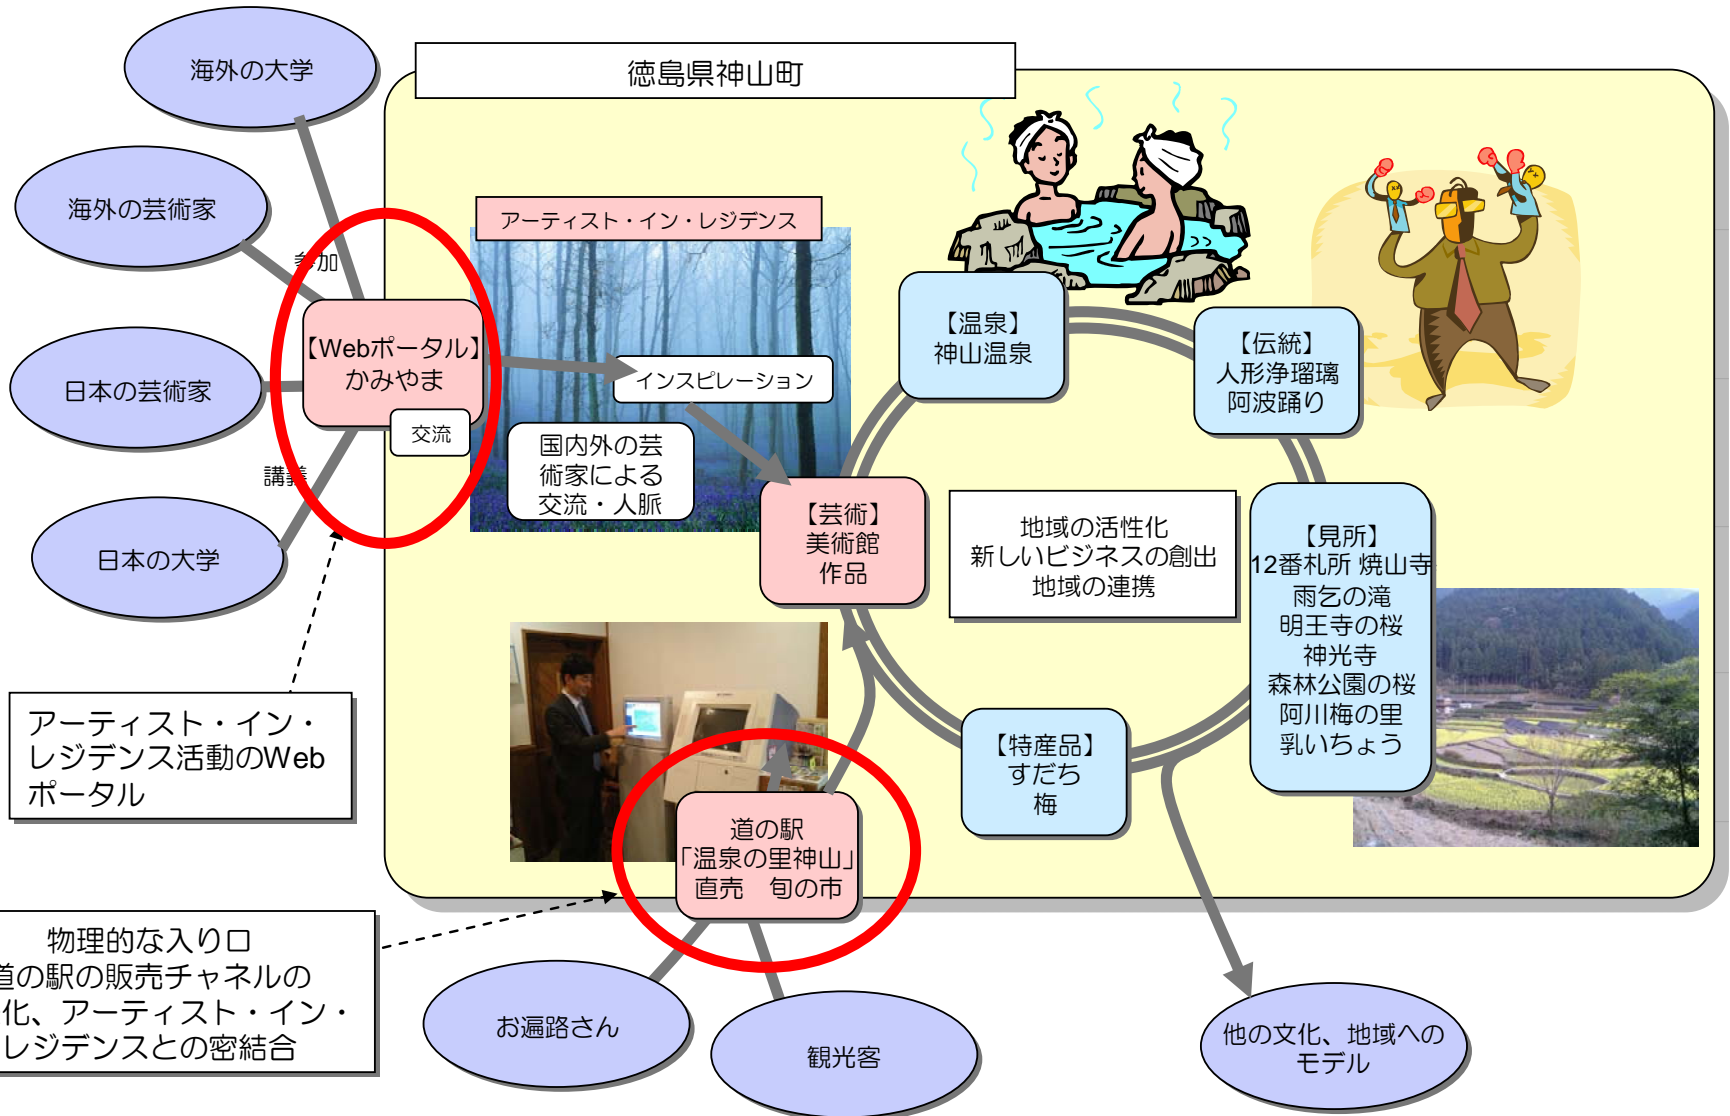 海外の大学
徳島県神山町
海外の芸術家
参加
アーティスト・イン・レジデンス
【Webポータル】
かみやま
交流
日本の芸術家
講義
日本の大学
インスピレーション
国内外の芸
術家による
交流・人脈
【温泉】
神山温泉
【伝統】
人形浄瑠璃
阿波踊り
【芸術】
美術館
作品
地域の活性化
新しいビジネスの創出
地域の連携
【見所】
12番札所 焼山寺
雨乞の滝
明王寺の桜
神光寺
森林公園の桜
阿川梅の里
乳いちょう
【特産品】
すだち
梅
アーティスト・イン・
レジデンス活動のWeb
ポータル
道の駅
「温泉の里神山」
直売　旬の市
物理的な入り口
道の駅の販売チャネルの
化、アーティスト・イン・
レジデンスとの密結合
お遍路さん
観光客
他の文化、地域への
モデル